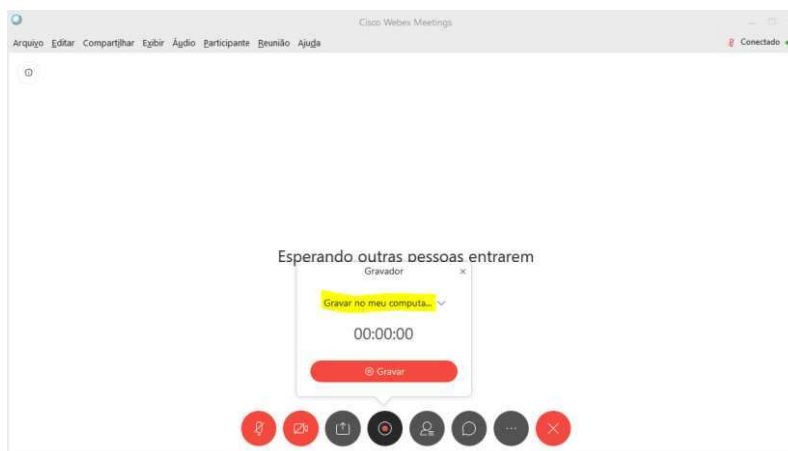 Cisco Webex Meetings
Arquivo Editar Compartilhar Exibir Áudio Participante Reunião Ajuda
Conectado
Esperando outras pessoas entrarem
Gravador ×
Gravar no meu computa...
00:00:00
Gravar